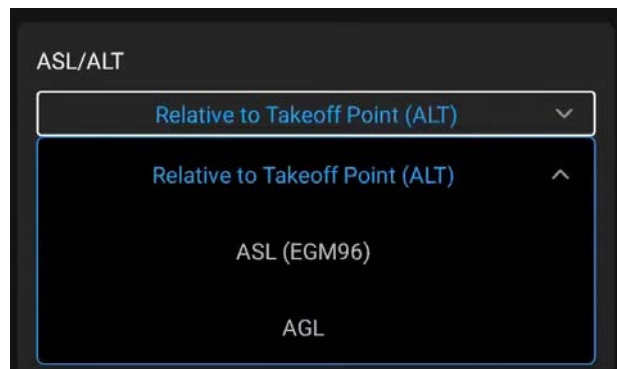 ASL/ALT
Relative to Takeoff Point (ALT)
Relative to Takeoff Point (ALT)
ASL (EGM96)
AGL